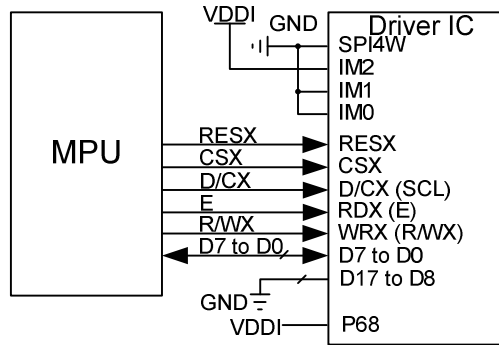 VDDI
GND
Driver IC
SPI4W
IM2
IM1
IM0
MPU
RESX
RESX
CSX
CSX
D/CX
D/CX (SCL)
E
RDX (E)
R/WX
WRX (R/WX)
D7 to D0
D7 to D0
D17 to D8
GND
VDDI
P68